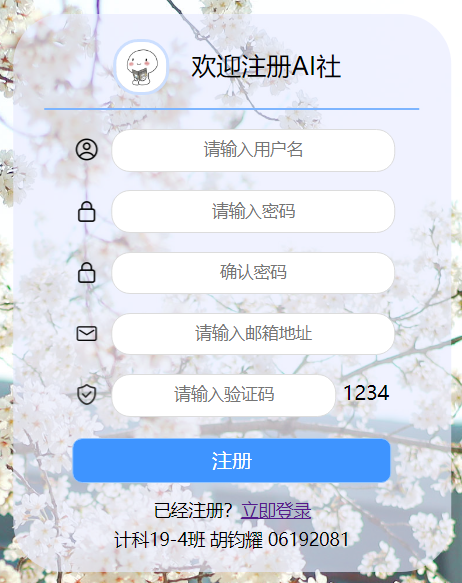 欢迎注册AI社
请输入用户名
请输入密码
确认密码
请输入邮箱地址
请输入验证码 1234
注册
已经注册？立即登录
计科19-4班 胡钧耀 06192081